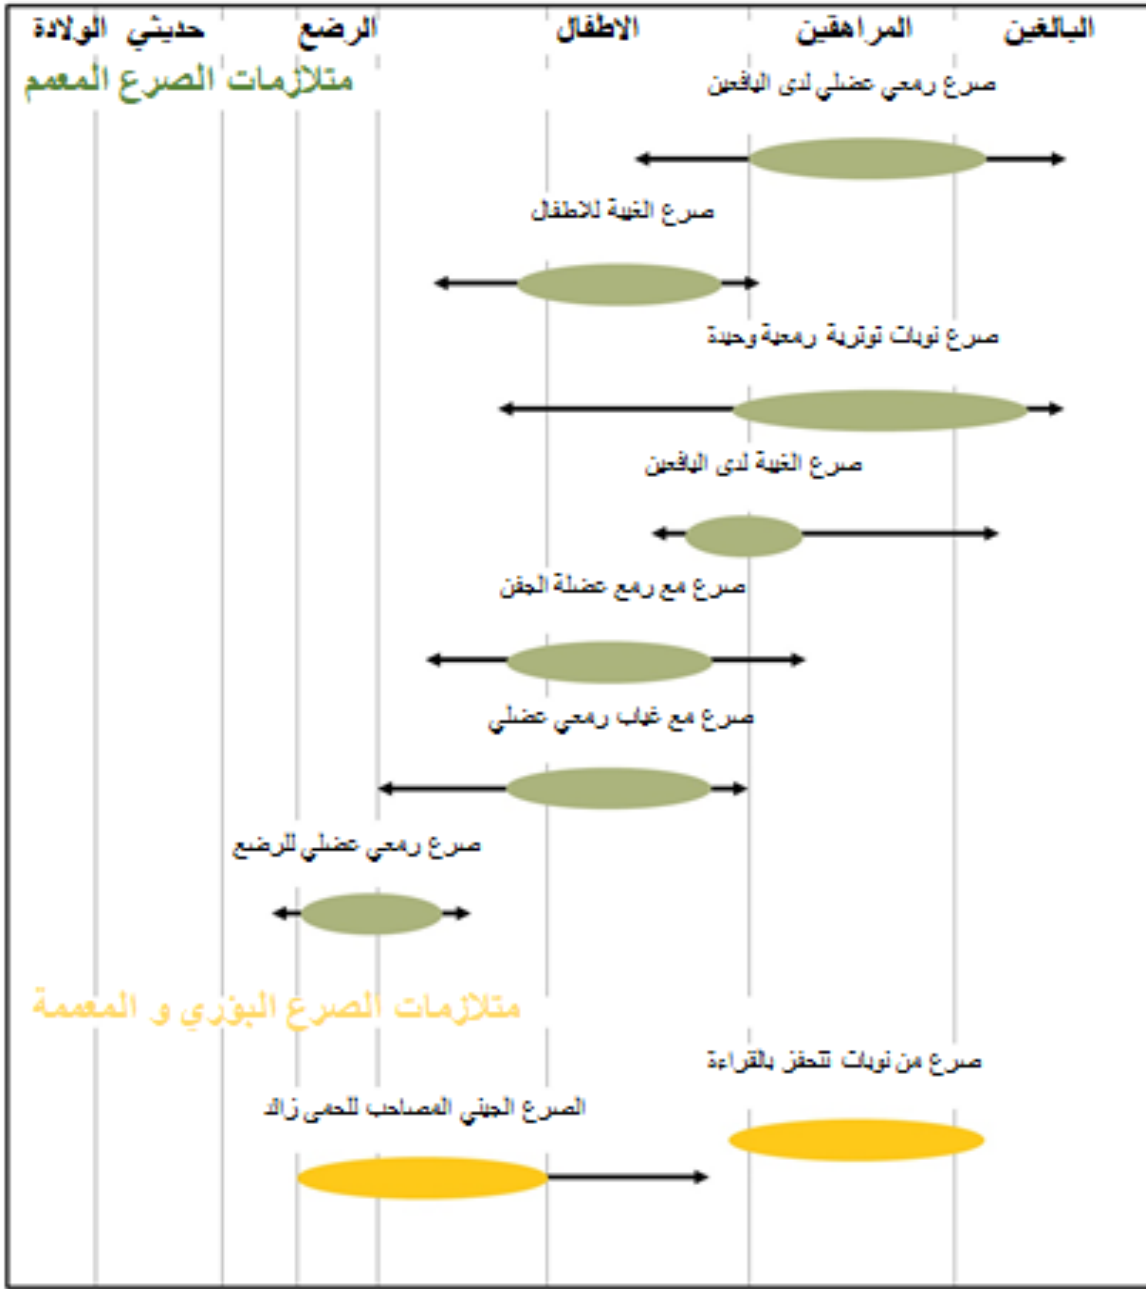 البالغين المراهقين الاطفال الرضع حديثي الولادة
متلازمات الصرع المعمم
صرع رمعي عضلي لدى اليافعين
صرع الغيبة للاطفال
صرع نوبات توترية رمعية وحيدة
صرع الغيبة لدى اليافعين
صرع مع رمع عضلة الجفن
صرع مع غياب رمعي عضلي
صرع رمعي عضلي للرضع
متلازمات الصرع البؤري و المعممة
صرع من نوبات تتحفز بالقراءة
الصرع الجيني المصاحب للحمى زائد